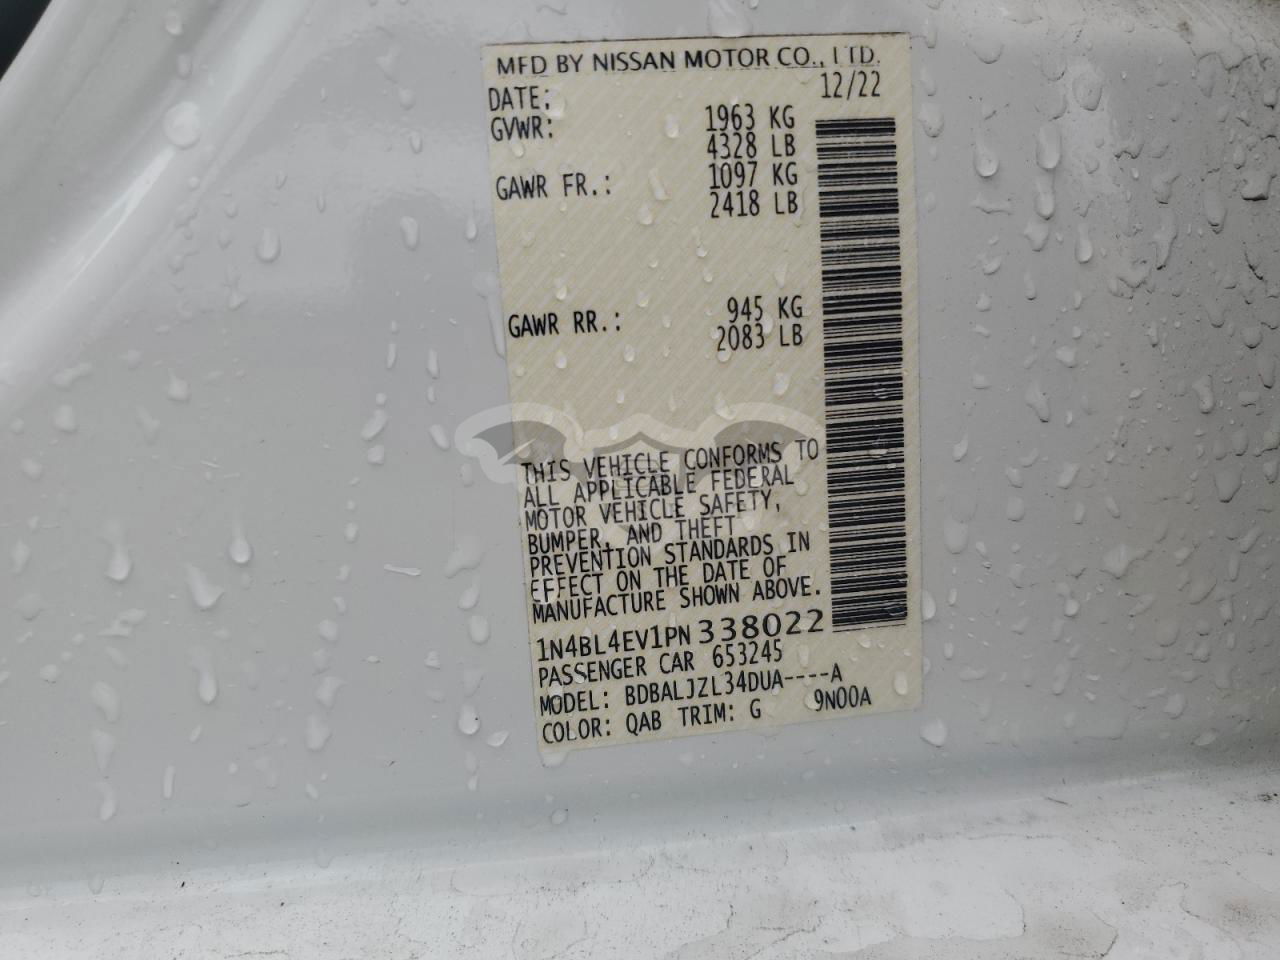 MFD BY NISSAN MOTOR CO., LTD.
DATE: 12/22
GVWR: 1963 KG
4328 LB
GAWR FR.: 1097 KG
2418 LB
GAWR RR.: 945 KG
2083 LB
THIS VEHICLE CONFORMS TO
ALL APPLICABLE FEDERAL
MOTOR VEHICLE SAFETY,
BUMPER, AND THEFT
PREVENTION STANDARDS IN
EFFECT ON THE DATE OF
MANUFACTURE SHOWN ABOVE.
1N4BL4EV1PN338022
PASSENGER CAR 653245
MODEL: BDBALJZL34DUA----A
COLOR: QAB TRIM: G 9N00A